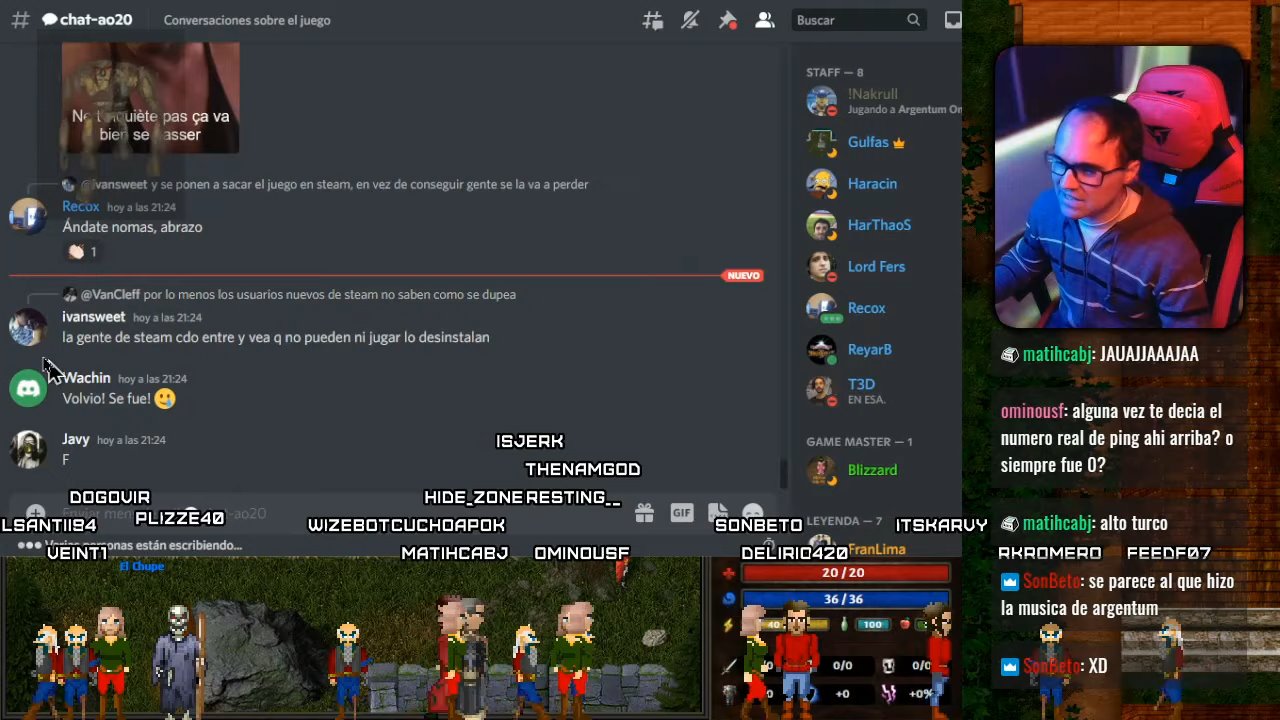 # chat-ao20 Conversaciones sobre el juego
Buscar
Ne t'inquiète pas ça va
bien se passer
@ivansweet y se ponen a sacar el juego en steam, en vez de conseguir gente se la va a perder
Recox hoy a las 21:24
Ándate nomas, abrazo
1
NUEVO
@VanCleff por lo menos los usuarios nuevos de steam no saben como se dupea
ivansweet hoy a las 21:24
la gente de steam cdo entre y vea q no pueden ni jugar lo desinstalan
Wachin hoy a las 21:24
Volvio! Se fue!
Javy hoy a las 21:24
F
GIF
Varias personas están escribiendo...
STAFF — 8
!Nakrull
Jugando a Argentum On
Gulfas
Haracin
HarThaoS
Lord Fers
Recox
ReyarB
T3D
EN ESA.
GAME MASTER — 1
Blizzard
LEYENDA — 7
FranLima
ISJERK
THENAMGOD
DOGOVIR
HIDE_ZONE
RESTING__
LSANTII94
PLIZZE40
WIZEBOT
CUCHOAPOK
SONBETO
ITSKARVY
VEINT1
MATIHCABJ
OMINOUSF
DELIRIO420
RKROMERO
FEEDF07
El Chupe
20/20
36/36
40
100
0/0
0/0
+0
+0%
matihcabj: JAUAJJAAAJAA
ominousf: alguna vez te decia el
numero real de ping ahi arriba? o
siempre fue 0?
matihcabj: alto turco
SonBeto: se parece al que hizo
la musica de argentum
SonBeto: XD